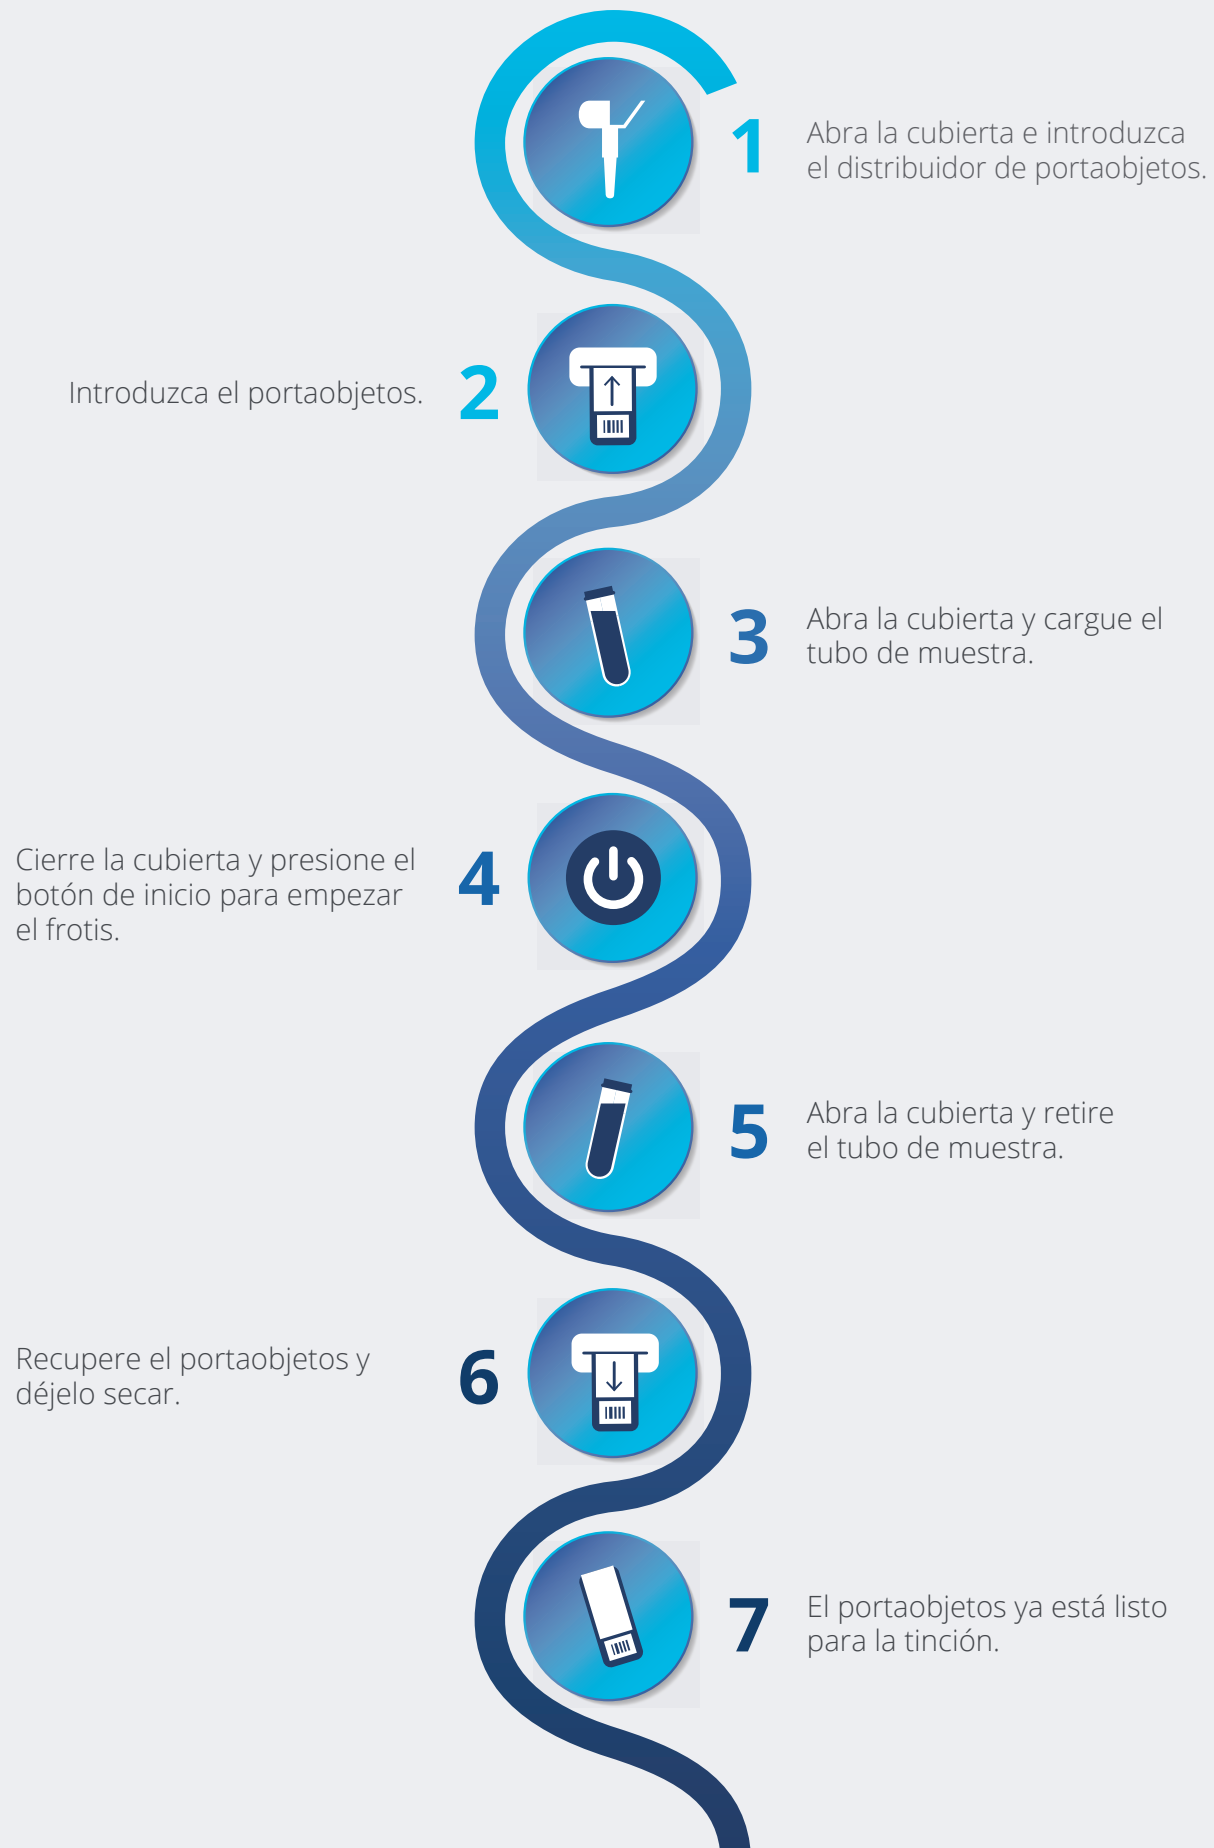 1
Abra la cubierta e introduzca
el distribuidor de portaobjetos.
Introduzca el portaobjetos.
2
3
Abra la cubierta y cargue el
tubo de muestra.
Cierre la cubierta y presione el
botón de inicio para empezar
el frotis.
4
5
Abra la cubierta y retire
el tubo de muestra.
Recupere el portaobjetos y
déjelo secar.
6
7
El portaobjetos ya está listo
para la tinción.